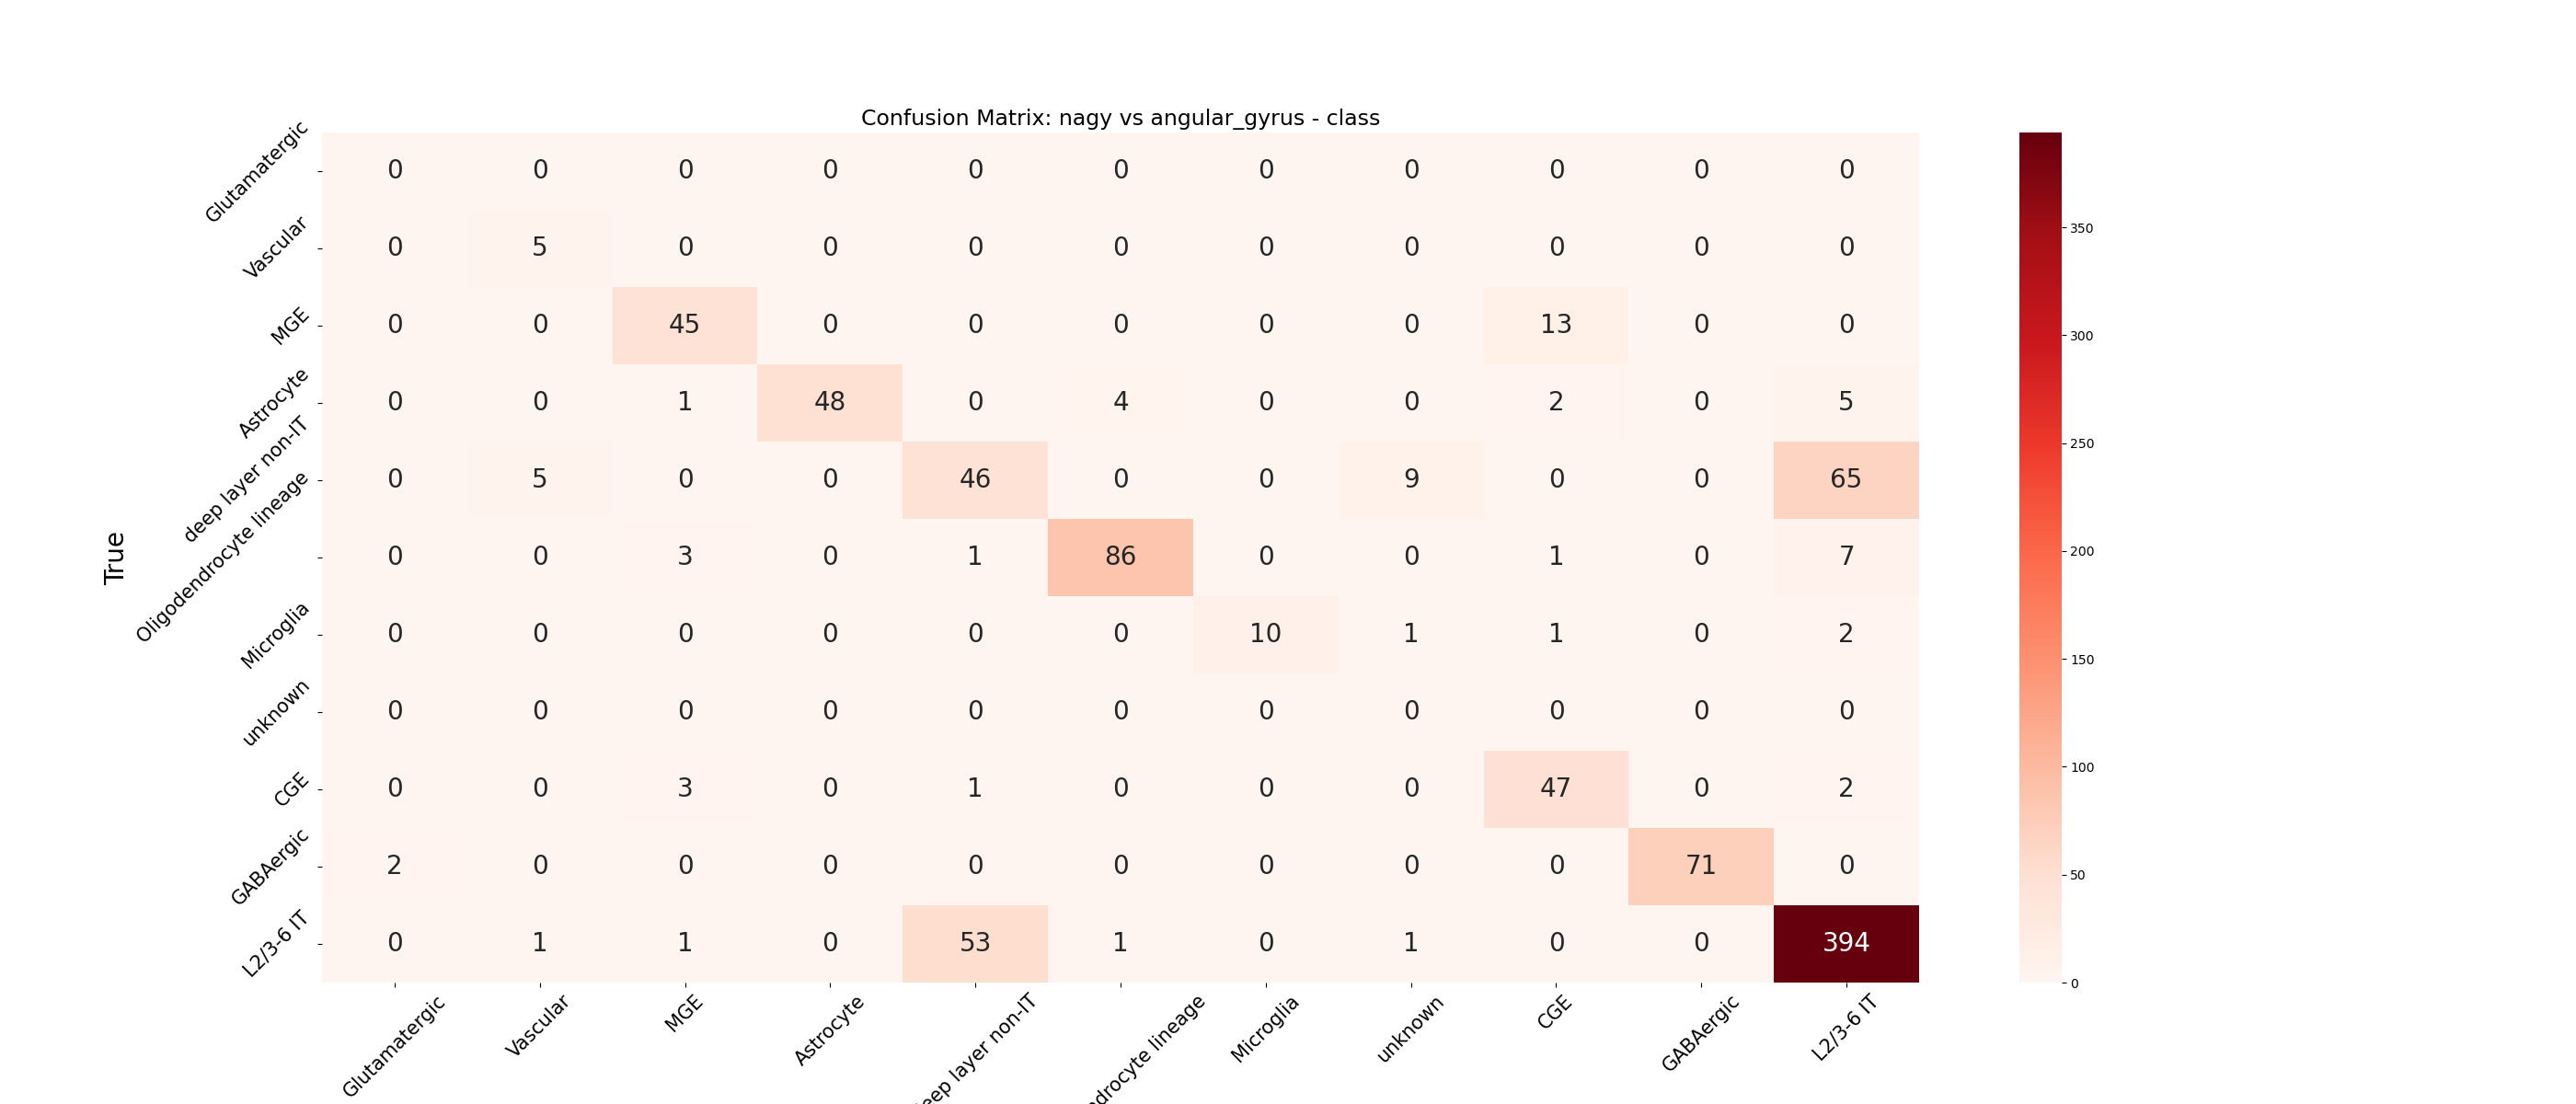 Confusion Matrix: nagy vs angular_gyrus - class
True
Glutamatergic 0 0 0 0 0 0 0 0 0 0 0
Vascular 0 5 0 0 0 0 0 0 0 0 0
MGE 0 0 45 0 0 0 0 0 13 0 0
Astrocyte 0 0 1 48 0 4 0 0 2 0 5
deep layer non-IT 0 5 0 0 46 0 0 9 0 0 65
Oligodendrocyte lineage 0 0 3 0 1 86 0 0 1 0 7
Microglia 0 0 0 0 0 0 10 1 1 0 2
unknown 0 0 0 0 0 0 0 0 0 0 0
CGE 0 0 3 0 1 0 0 0 47 0 2
GABAergic 2 0 0 0 0 0 0 0 0 71 0
L2/3-6 IT 0 1 1 0 53 1 0 1 0 0 394
Glutamatergic
Vascular
MGE
Astrocyte
layer non-IT
lineage
Microglia
unknown
CGE
GABAergic
L2/3-6 IT
350
300
250
200
150
100
50
0